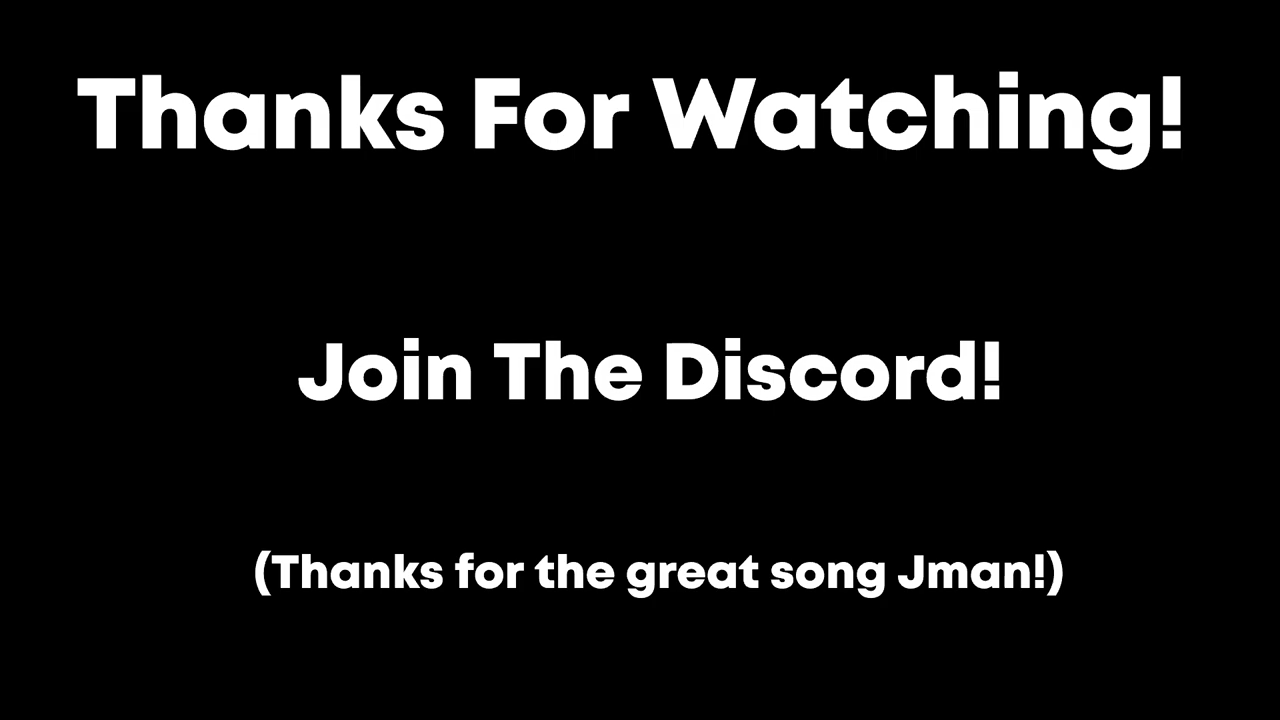 Thanks For Watching!
Join The Discord!
(Thanks for the great song Jman!)